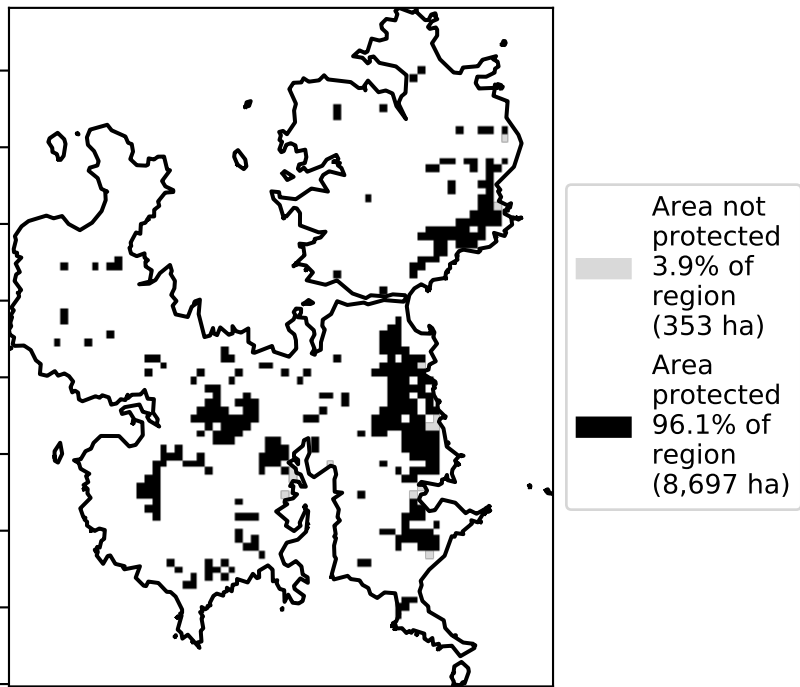 Area not
protected
3.9% of
region
(353 ha)
Area
protected
96.1% of
region
(8,697 ha)